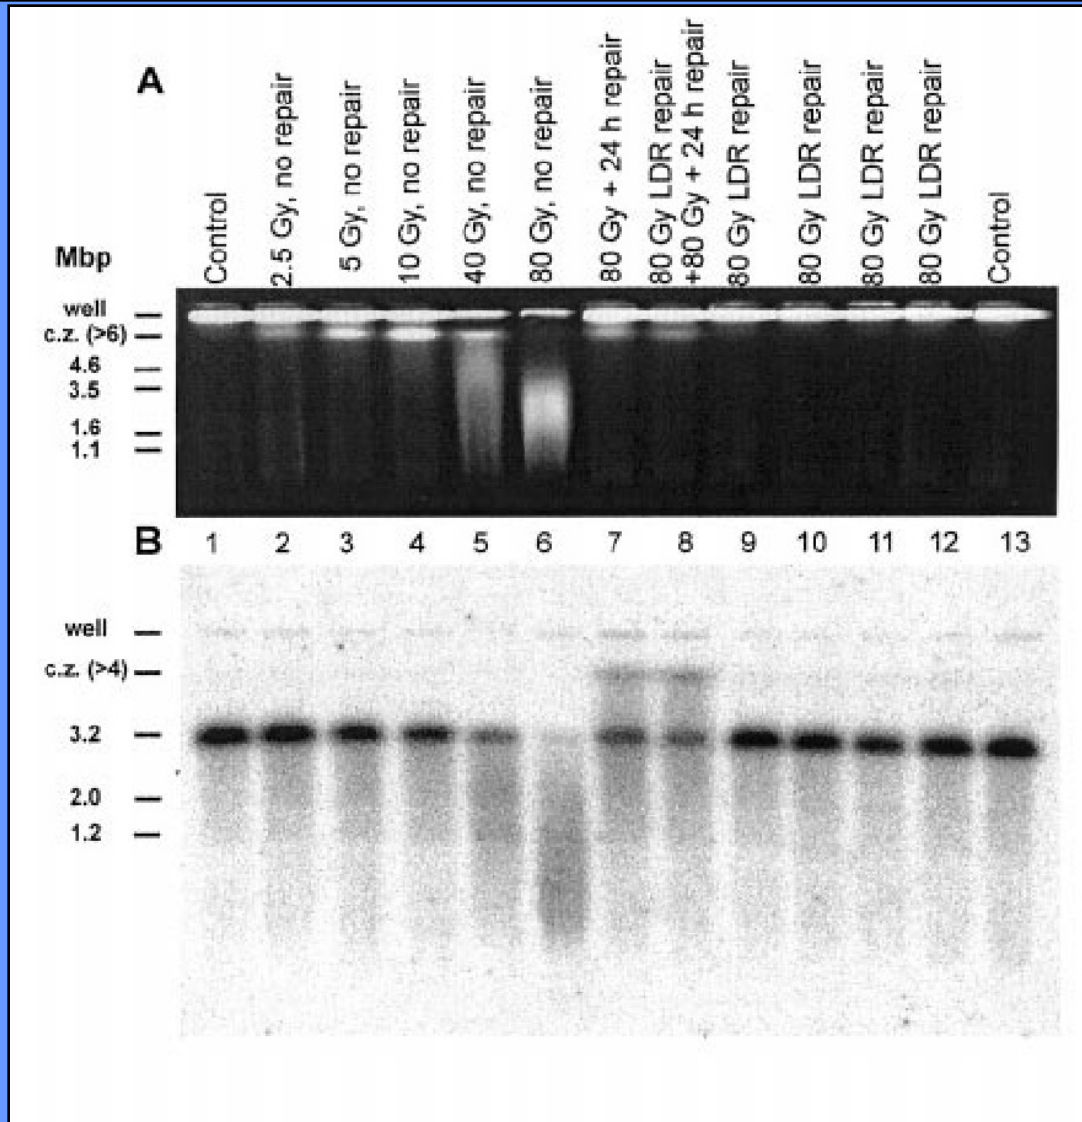 A
Control
2.5 Gy, no repair
5 Gy, no repair
10 Gy, no repair
40 Gy, no repair
80 Gy, no repair
80 Gy + 24 h repair
80 Gy LDR repair
+80 Gy + 24 h repair
80 Gy LDR repair
80 Gy LDR repair
80 Gy LDR repair
80 Gy LDR repair
Control
Mbp
well
c.z. (>6)
4.6
3.5
1.6
1.1
B 1 2 3 4 5 6 7 8 9 10 11 12 13
well
c.z. (>4)
3.2
2.0
1.2